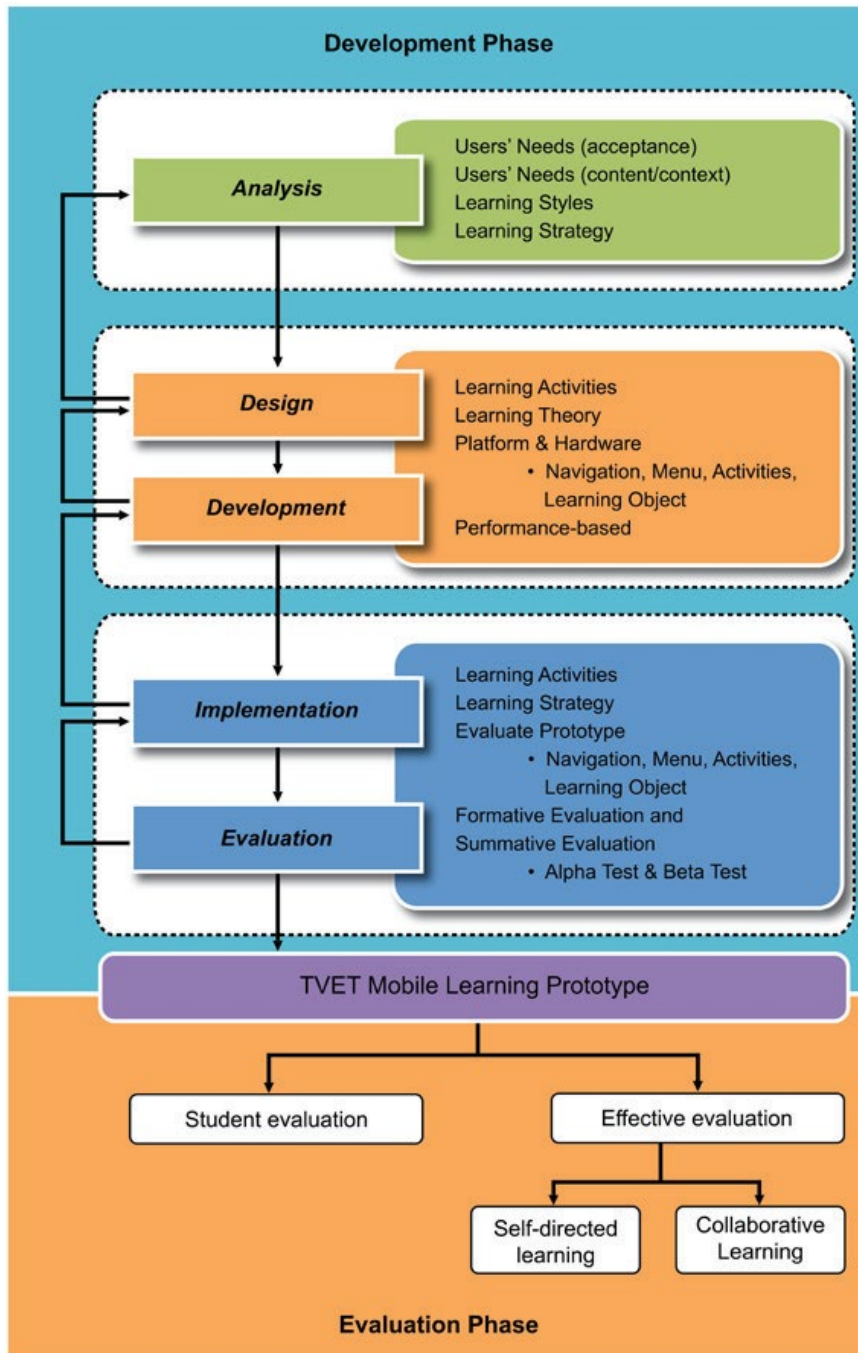 Development Phase
Analysis
Users' Needs (acceptance)
Users' Needs (content/context)
Learning Styles
Learning Strategy
Design
Development
Learning Activities
Learning Theory
Platform & Hardware
• Navigation, Menu, Activities,
Learning Object
Performance-based
Implementation
Evaluation
Learning Activities
Learning Strategy
Evaluate Prototype
• Navigation, Menu, Activities,
Learning Object
Formative Evaluation and
Summative Evaluation
• Alpha Test & Beta Test
TVET Mobile Learning Prototype
Student evaluation
Effective evaluation
Self-directed
learning
Collaborative
Learning
Evaluation Phase